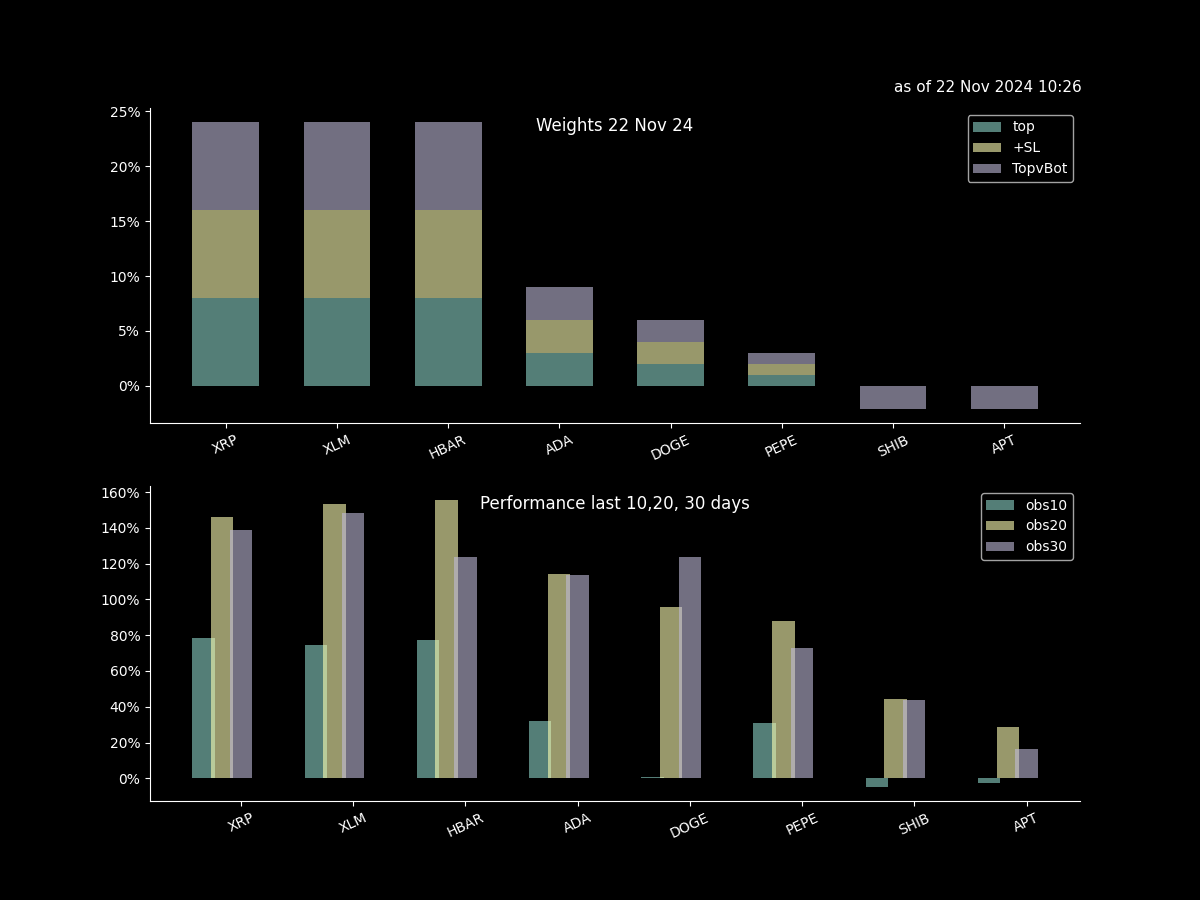 as of 22 Nov 2024 10:26
Weights 22 Nov 24
top
+SL
TopvBot
25%
20%
15%
10%
5%
0%
XRP XLM HBAR ADA DOGE PEPE SHIB APT
Performance last 10,20, 30 days
obs10
obs20
obs30
160%
140%
120%
100%
80%
60%
40%
20%
0%
XRP XLM HBAR ADA DOGE PEPE SHIB APT